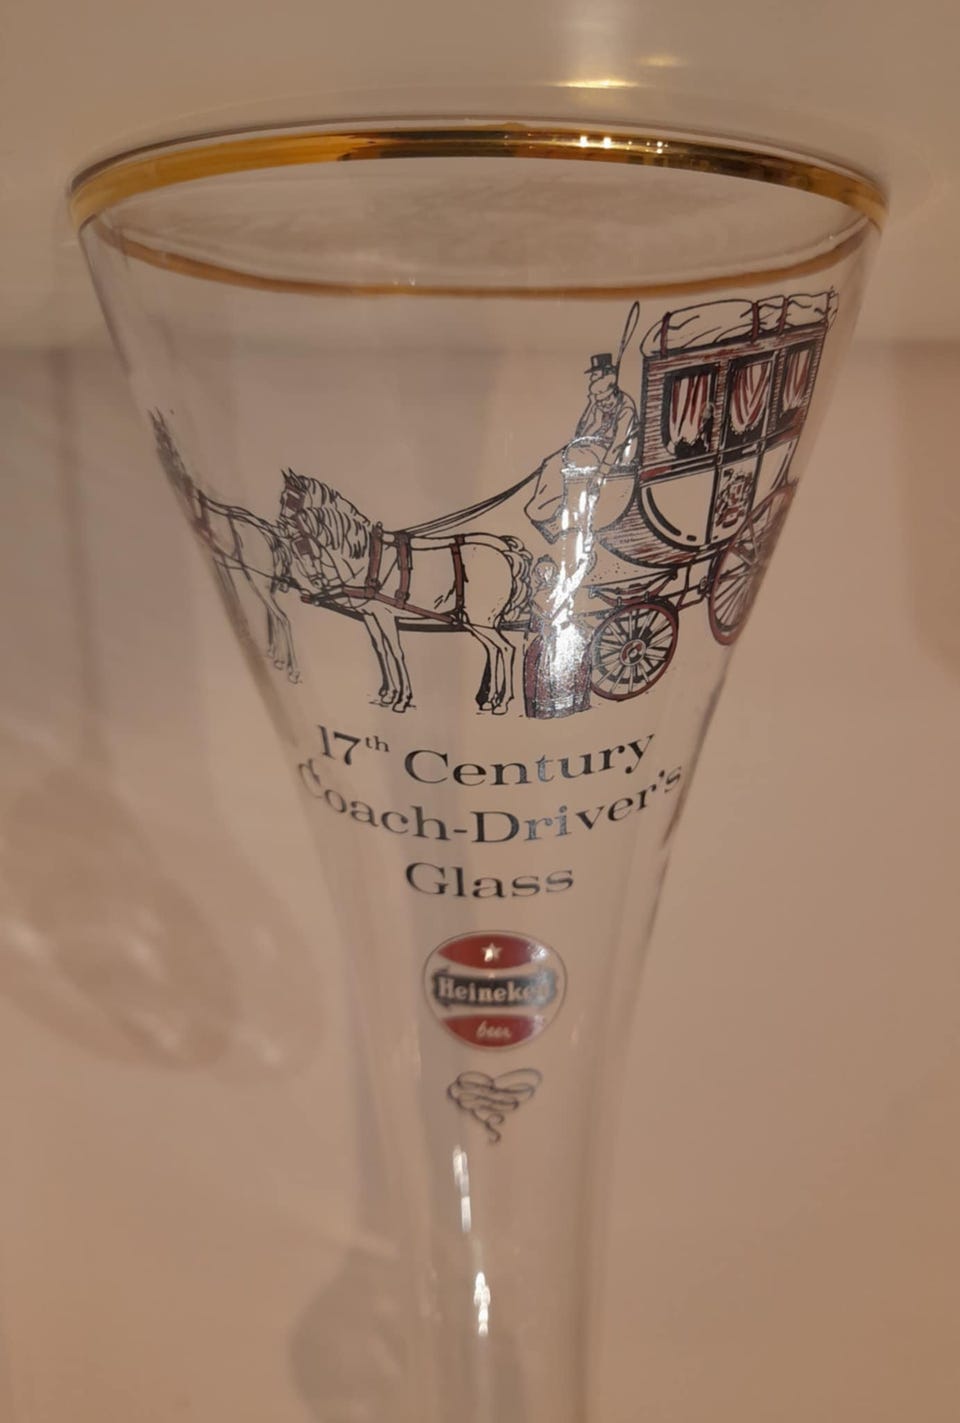 17th Century
Coach-Driver's
Glass
Heineken
beer